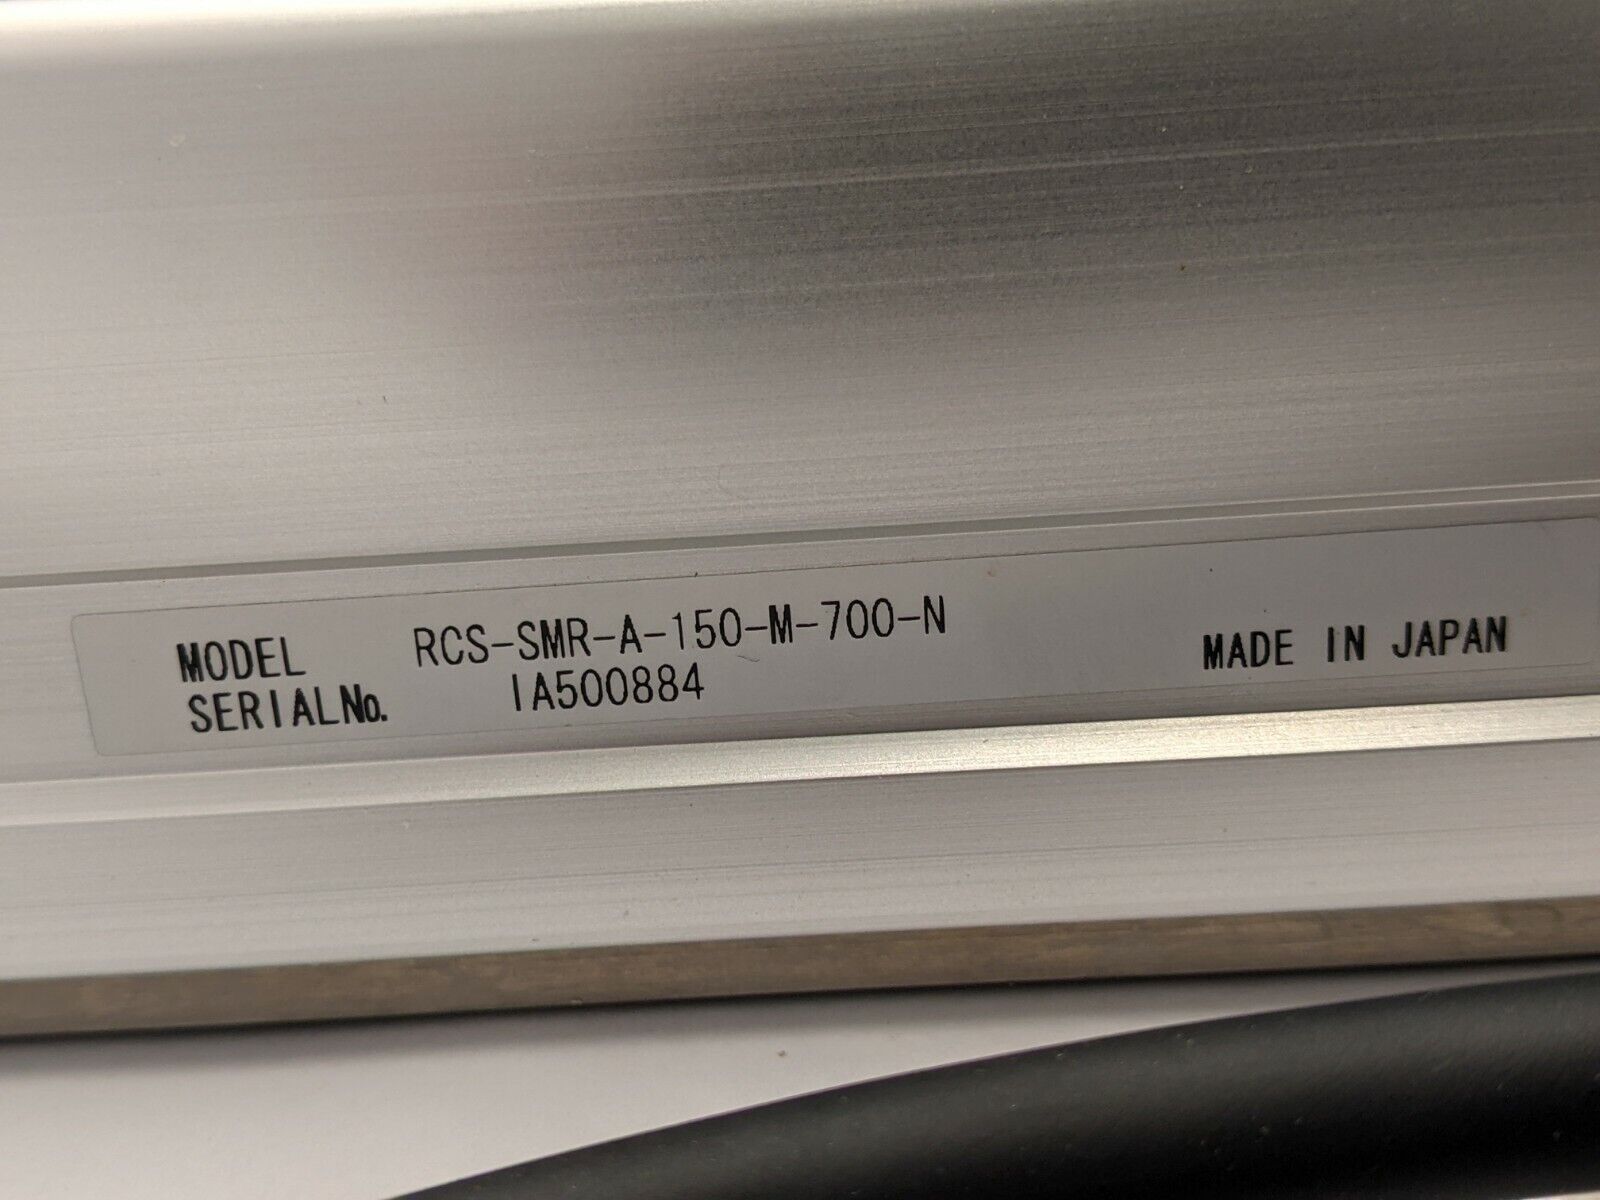 MODEL RCS-SMR-A-150-M-700-N
SERIALNo. IA500884 MADE IN JAPAN